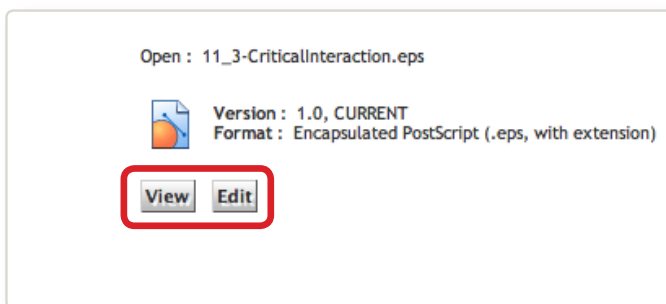 Open : 11_3-CriticalInteraction.eps
Version : 1.0, CURRENT
Format : Encapsulated PostScript (.eps, with extension)
View Edit